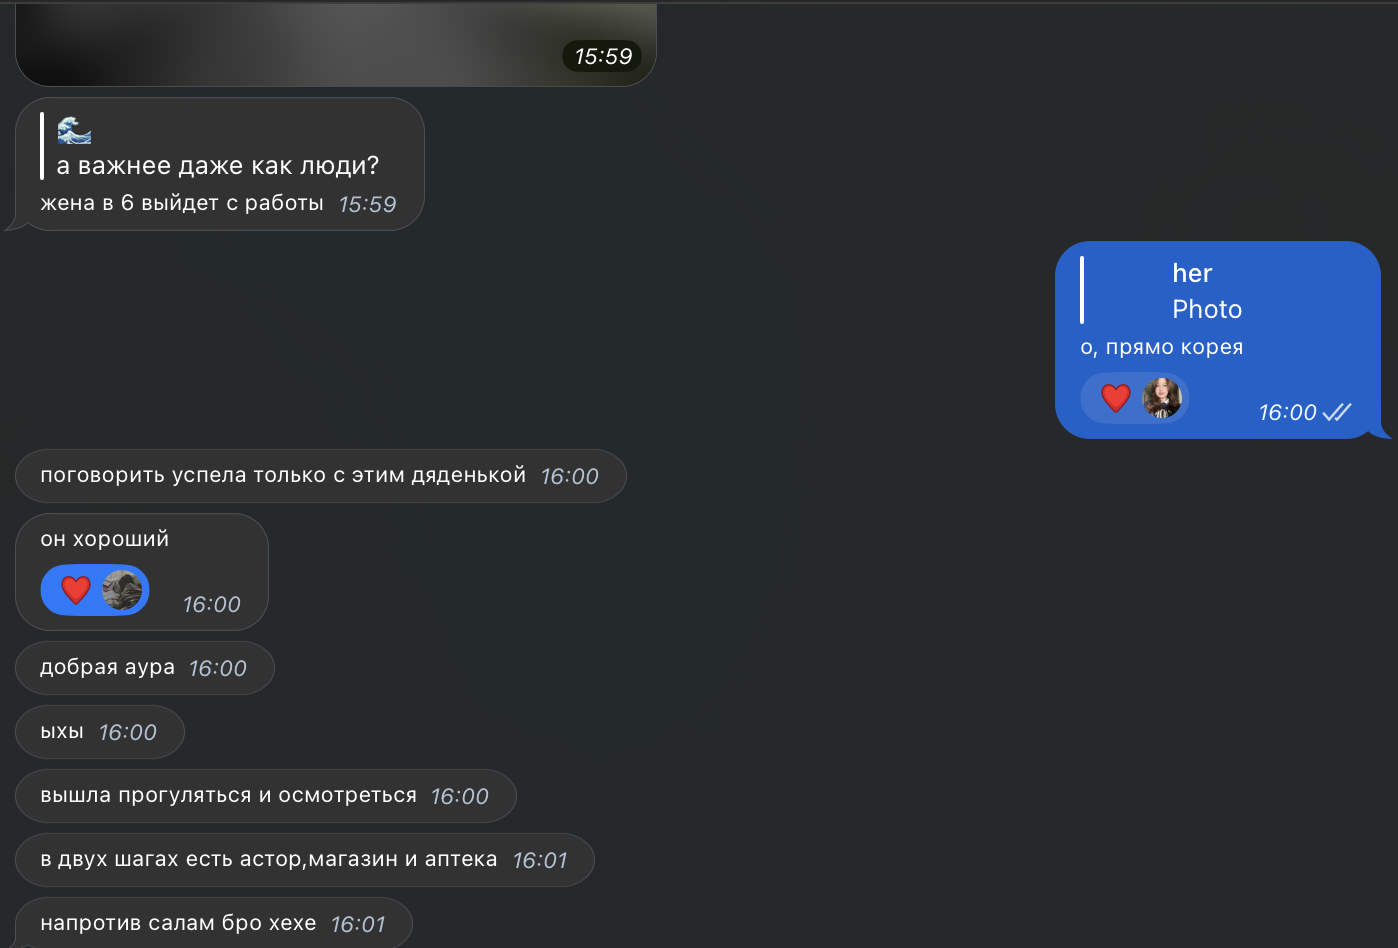 15:59
а важнее даже как люди?
жена в 6 выйдет с работы 15:59
her
Photo
о, прямо корея
16:00
поговорить успела только с этим дяденькой 16:00
он хороший
16:00
добрая аура 16:00
ыхы 16:00
вышла прогуляться и осмотреться 16:00
в двух шагах есть астор,магазин и аптека 16:01
напротив салам бро хехе 16:01